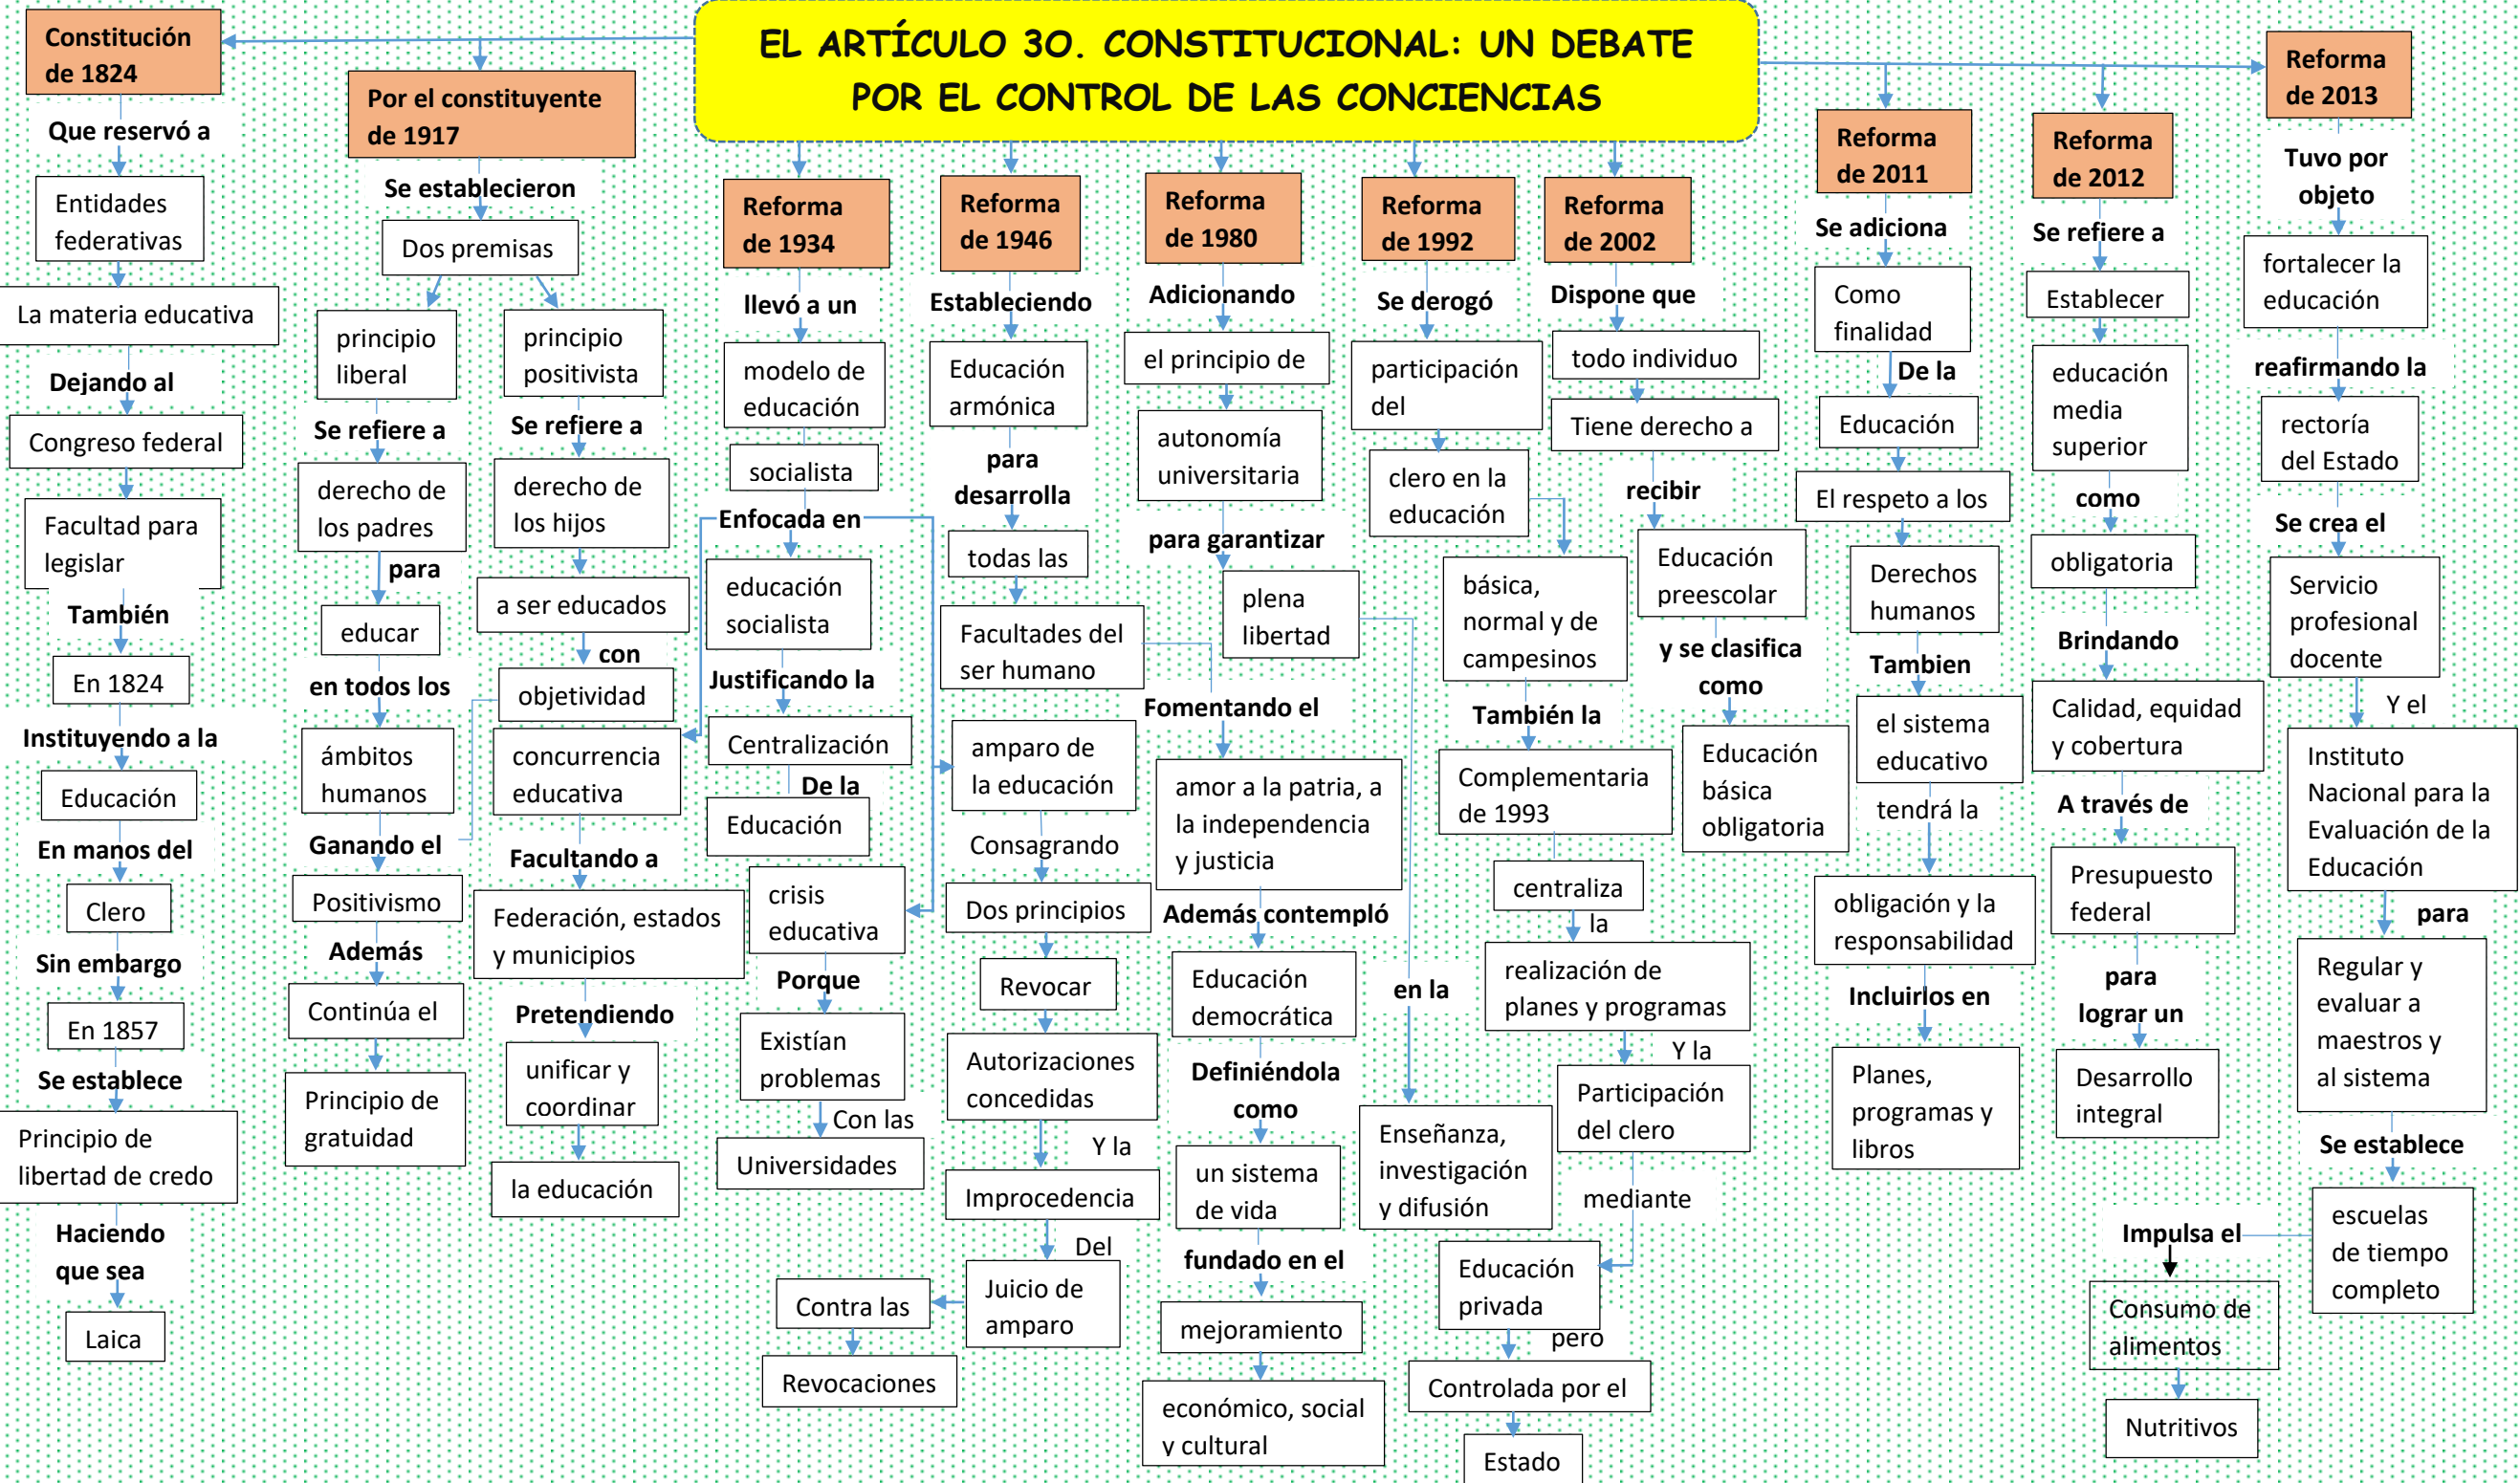 EL ARTÍCULO 3O. CONSTITUCIONAL: UN DEBATE
POR EL CONTROL DE LAS CONCIENCIAS
Constitución
de 1824
Que reservó a
Entidades
federativas
La materia educativa
Dejando al
Congreso federal
Facultad para
legislar
También
En 1824
Instituyendo a la
Educación
En manos del
Clero
Sin embargo
En 1857
Se establece
Principio de
libertad de credo
Haciendo
que sea
Laica
Por el constituyente
de 1917
Se establecieron
Dos premisas
principio
liberal
Se refiere a
derecho de
los padres
para
educar
en todos los
ámbitos
humanos
Ganando el
Positivismo
Además
Continúa el
Principio de
gratuidad
principio
positivista
Se refiere a
derecho de
los hijos
a ser educados
con
objetividad
concurrencia
educativa
Facultando a
Federación, estados
y municipios
Pretendiendo
unificar y
coordinar
la educación
Reforma
de 1934
llevó a un
modelo de
educación
socialista
Enfocada en
educación
socialista
Justificando la
Centralización
De la
Educación
crisis
educativa
Porque
Existían
problemas
Con las
Universidades
Reforma
de 1946
Estableciendo
Educación
armónica
para
desarrolla
todas las
Facultades del
ser humano
amparo de
la educación
Consagrando
Dos principios
Revocar
Autorizaciones
concedidas
Y la
Improcedencia
Del
Juicio de
amparo
Contra las
Revocaciones
Fomentando el
amor a la patria, a
la independencia
y justicia
Además contempló
Educación
democrática
Definiéndola
como
un sistema
de vida
fundado en el
mejoramiento
económico, social
y cultural
Reforma
de 1980
Adicionando
el principio de
autonomía
universitaria
para garantizar
plena
libertad
en la
Enseñanza,
investigación
y difusión
Reforma
de 1992
Se derogó
participación
del
clero en la
educación
básica,
normal y de
campesinos
También la
Complementaria
de 1993
centraliza
la
realización de
planes y programas
Y la
Participación
del clero
mediante
Educación
privada
pero
Controlada por el
Estado
Reforma
de 2002
Dispone que
todo individuo
Tiene derecho a
recibir
Educación
preescolar
y se clasifica
como
Educación
básica
obligatoria
Reforma
de 2011
Se adiciona
Como
finalidad
De la
Educación
El respeto a los
Derechos
humanos
Tambien
el sistema
educativo
tendrá la
obligación y la
responsabilidad
Incluirlos en
Planes,
programas y
libros
Reforma
de 2012
Se refiere a
Establecer
educación
media
superior
como
obligatoria
Brindando
Calidad, equidad
y cobertura
A través de
Presupuesto
federal
para
lograr un
Desarrollo
integral
Reforma
de 2013
Tuvo por
objeto
fortalecer la
educación
reafirmando la
rectoría
del Estado
Se crea el
Servicio
profesional
docente
Y el
Instituto
Nacional para la
Evaluación de la
Educación
para
Regular y
evaluar a
maestros y
al sistema
Se establece
escuelas
de tiempo
completo
Impulsa el
Consumo de
alimentos
Nutritivos